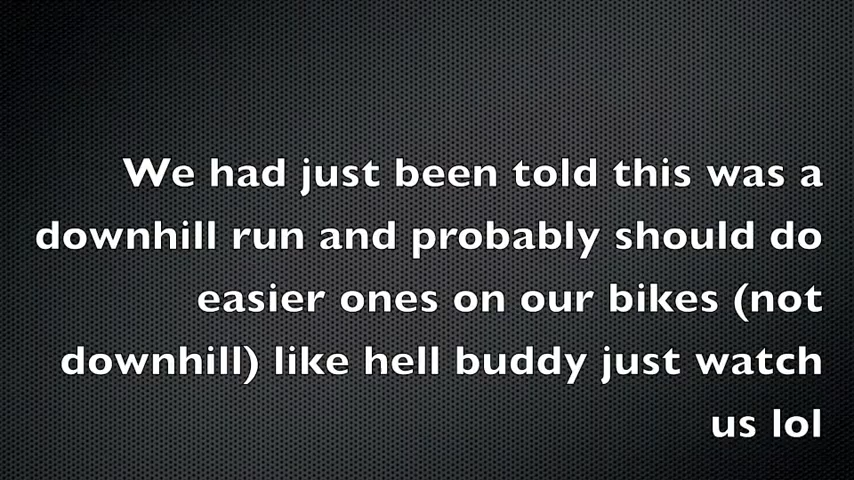 We had just been told this was a
downhill run and probably should do
easier ones on our bikes (not
downhill) like hell buddy just watch
us lol